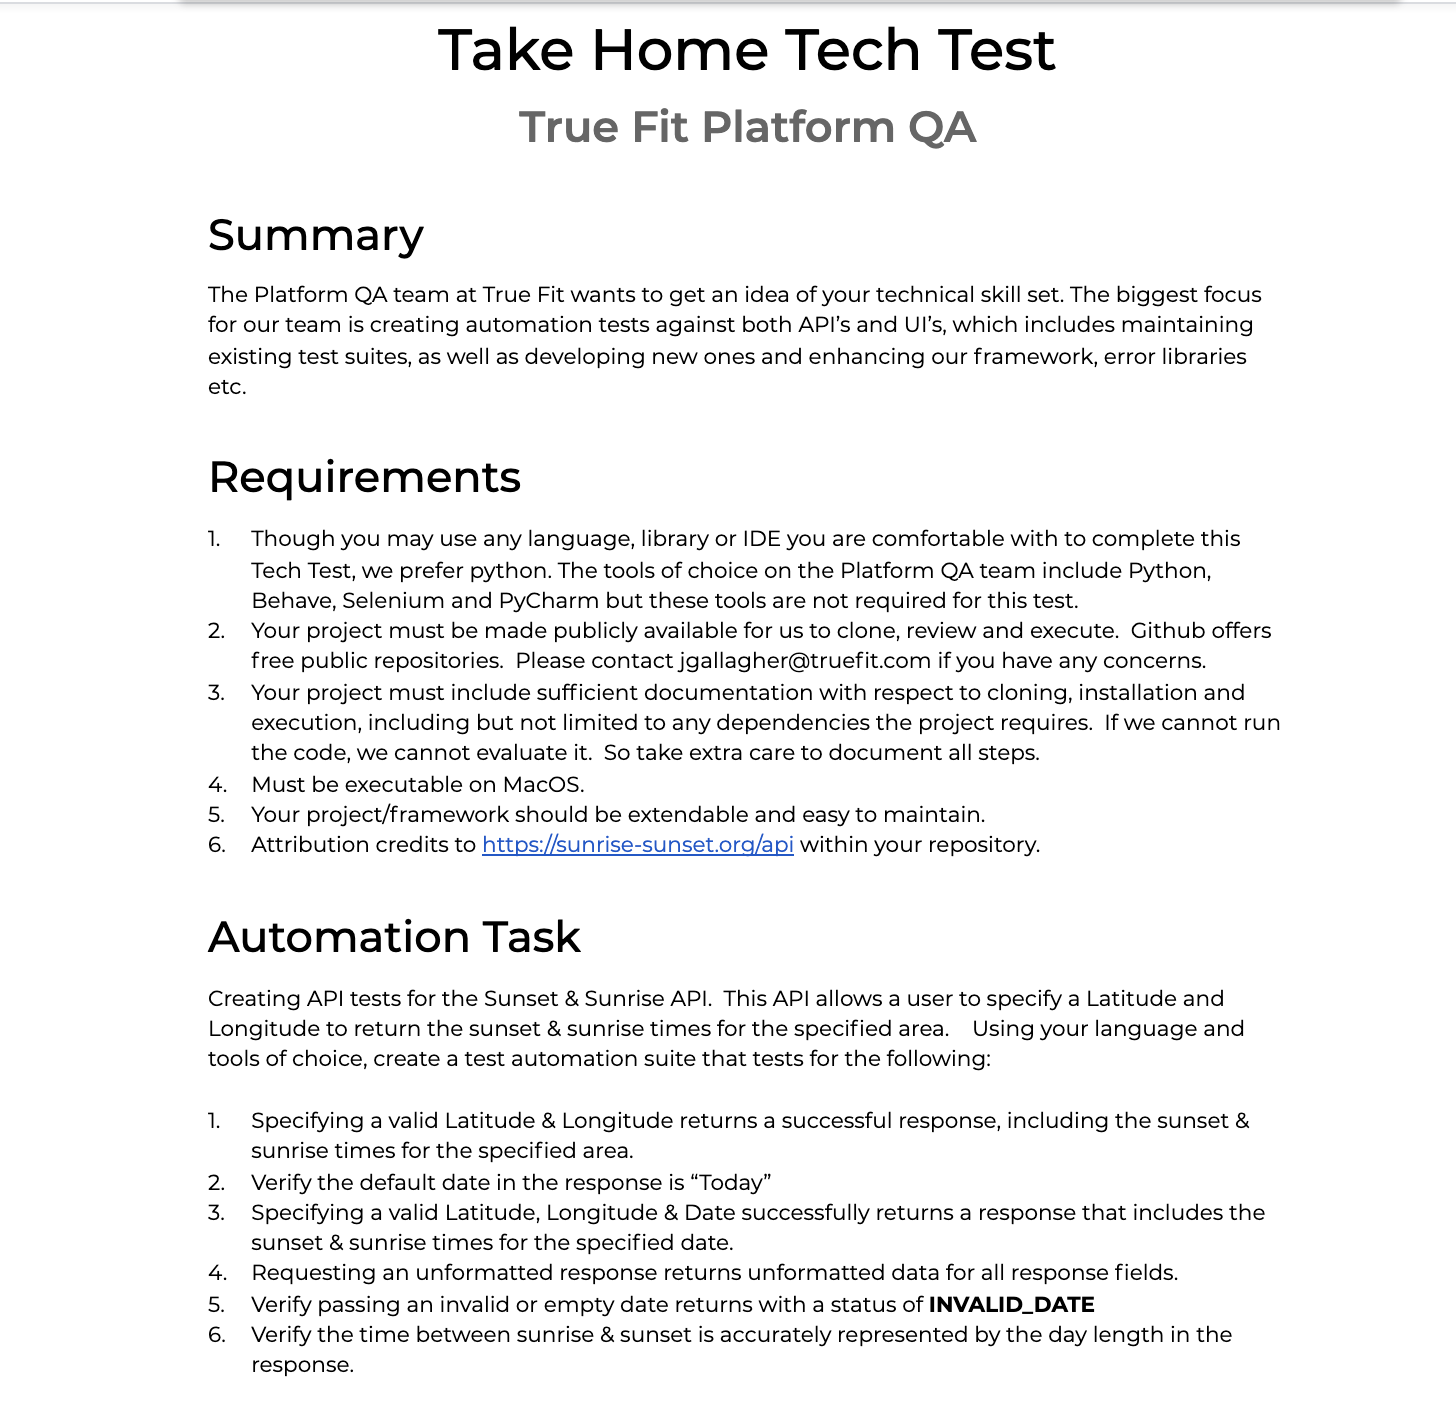 Take Home Tech Test
True Fit Platform QA
Summary
The Platform QA team at True Fit wants to get an idea of your technical skill set. The biggest focus
for our team is creating automation tests against both API’s and UI’s, which includes maintaining
existing test suites, as well as developing new ones and enhancing our framework, error libraries
etc.
Requirements
1. Though you may use any language, library or IDE you are comfortable with to complete this
Tech Test, we prefer python. The tools of choice on the Platform QA team include Python,
Behave, Selenium and PyCharm but these tools are not required for this test.
2. Your project must be made publicly available for us to clone, review and execute.  Github offers
free public repositories.  Please contact jgallagher@truefit.com if you have any concerns.
3. Your project must include sufficient documentation with respect to cloning, installation and
execution, including but not limited to any dependencies the project requires.  If we cannot run
the code, we cannot evaluate it.  So take extra care to document all steps.
4. Must be executable on MacOS.
5. Your project/framework should be extendable and easy to maintain.
6. Attribution credits to https://sunrise-sunset.org/api within your repository.
Automation Task
Creating API tests for the Sunset & Sunrise API.  This API allows a user to specify a Latitude and
Longitude to return the sunset & sunrise times for the specified area.    Using your language and
tools of choice, create a test automation suite that tests for the following:
1. Specifying a valid Latitude & Longitude returns a successful response, including the sunset &
sunrise times for the specified area.
2. Verify the default date in the response is “Today”
3. Specifying a valid Latitude, Longitude & Date successfully returns a response that includes the
sunset & sunrise times for the specified date.
4. Requesting an unformatted response returns unformatted data for all response fields.
5. Verify passing an invalid or empty date returns with a status of INVALID_DATE
6. Verify the time between sunrise & sunset is accurately represented by the day length in the
response.